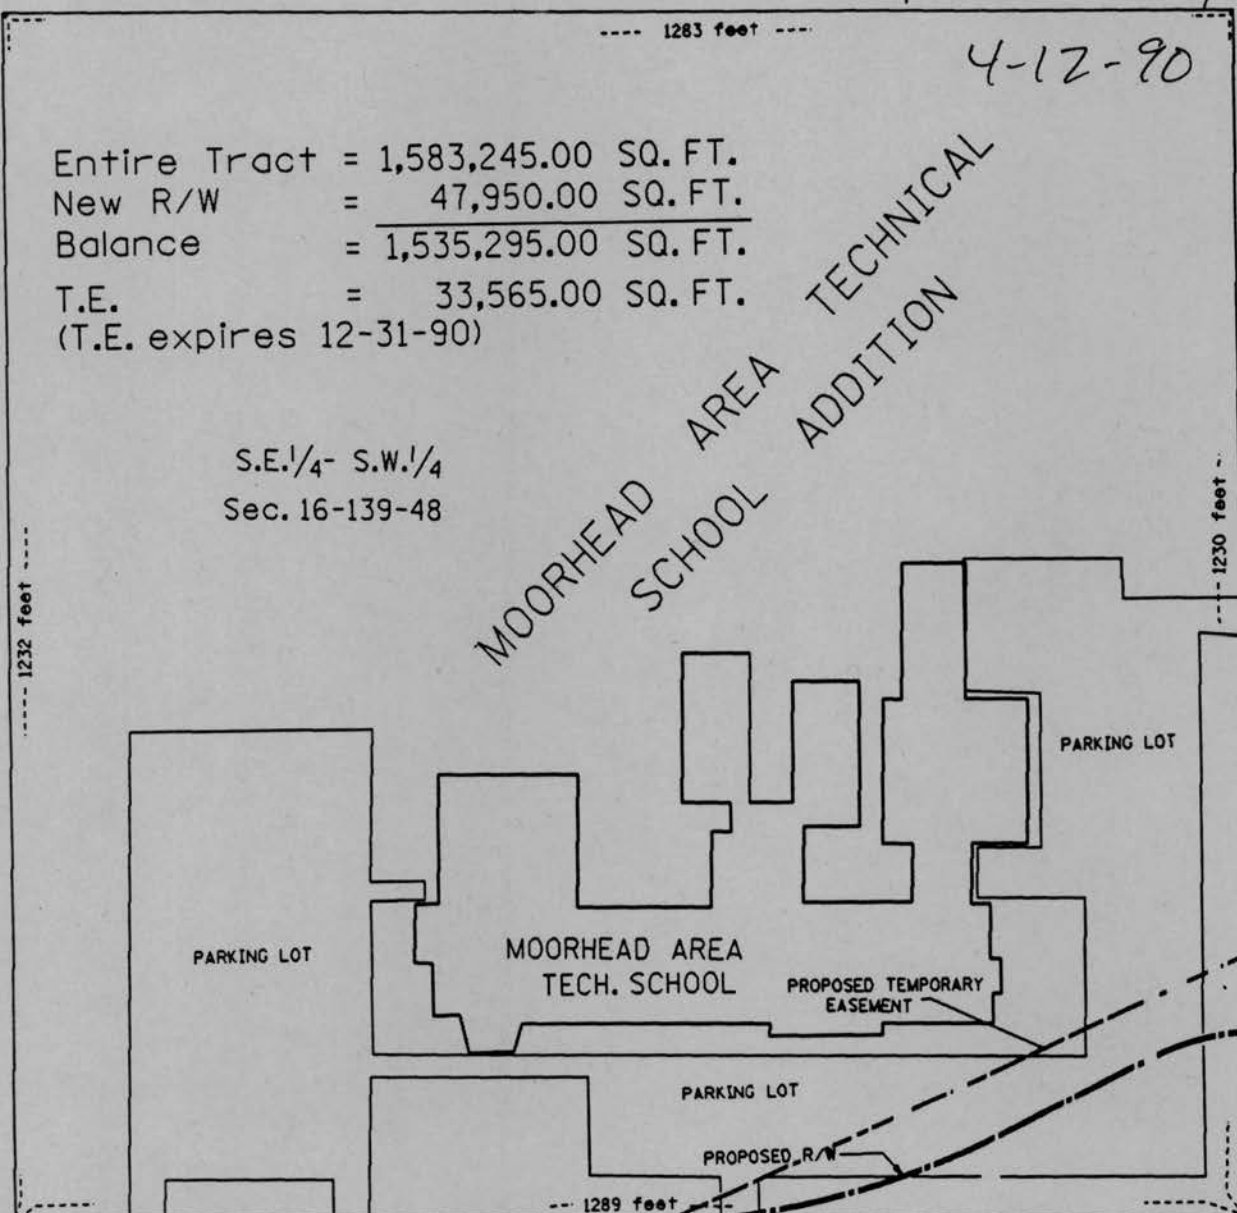 ---- 1283 feet ----
4-12-90
Entire Tract = 1,583,245.00 SQ. FT.
New R/W = 47,950.00 SQ. FT.
Balance = 1,535,295.00 SQ. FT.
T.E. = 33,565.00 SQ. FT.
(T.E. expires 12-31-90)
S.E.1/4- S.W.1/4
Sec. 16-139-48
MOORHEAD AREA TECHNICAL
SCHOOL ADDITION
---- 1232 feet ----
---- 1230 feet --
PARKING LOT
PARKING LOT
MOORHEAD AREA
TECH. SCHOOL
PROPOSED TEMPORARY
EASEMENT
PARKING LOT
PROPOSED R/W
--- 1289 feet ----